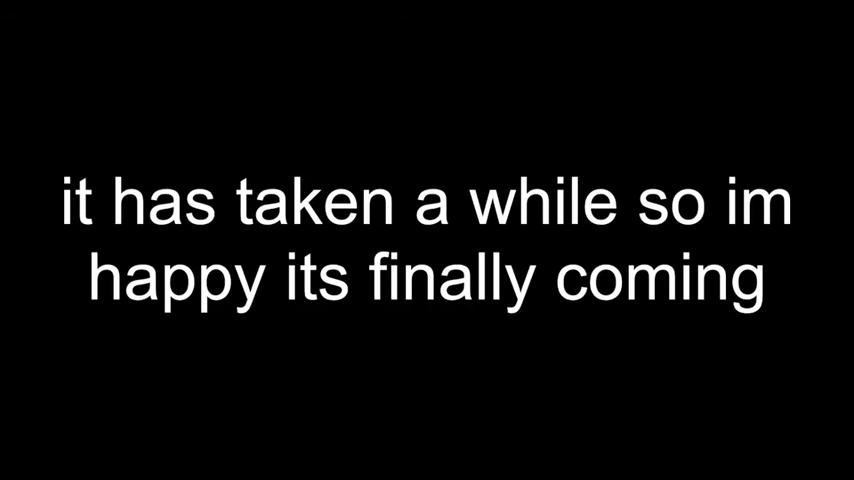 it has taken a while so im
happy its finally coming